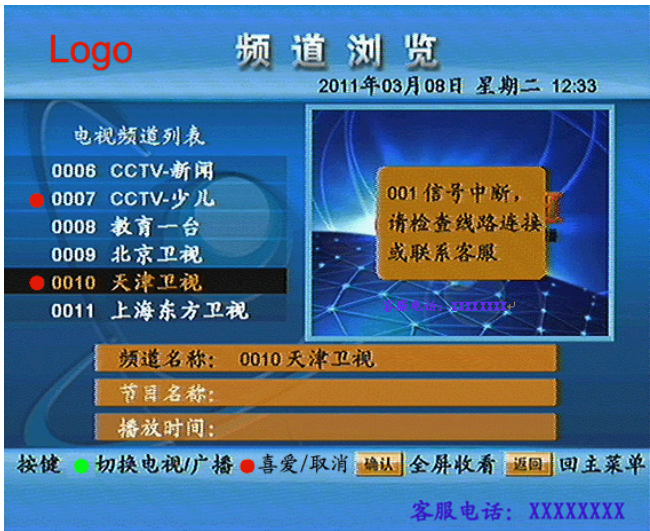 Logo
频道浏览
2011年03月08日 星期二 12:33
电视频道列表
0006 CCTV-新闻
0007 CCTV-少儿
0008 教育一台
0009 北京卫视
0010 天津卫视
0011 上海东方卫视
001 信号中断，
请检查线路连接
或联系客服
客服电话：XXXXXXXX
频道名称： 0010 天津卫视
节目名称：
播放时间：
按键 切换电视/广播 喜爱/取消 确认 全屏收看 返回 回主菜单
客服电话：XXXXXXXX